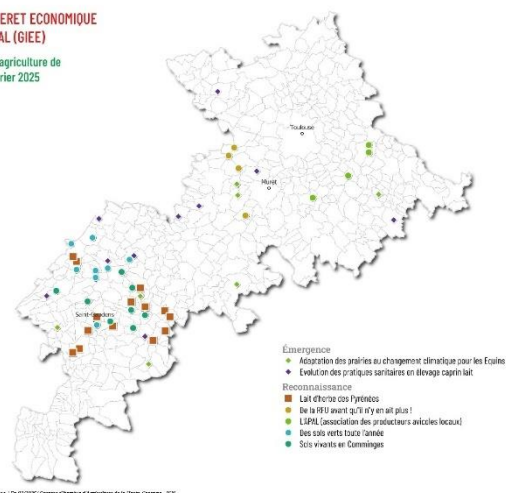 ERET ECONOMIQUE
AL (GIEE)
agriculture de
rier 2025
Toulouse
Muret
Saint-Gaudens
Émergence
Adaptation des prairies au changement climatique pour les Equins
Evolution des pratiques sanitaires en élevage caprin lait
Reconnaissance
Lait d'herbe des Pyrénées
De la RFU avant qu'il n'y en ait plus !
L'APAL (association des producteurs avicoles locaux)
Des sols verts toute l'année
Sols vivants en Comminges